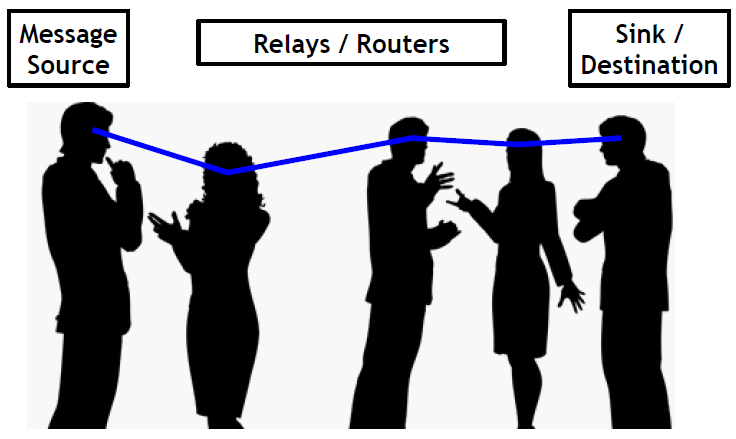 Message
Source
Relays / Routers
Sink /
Destination